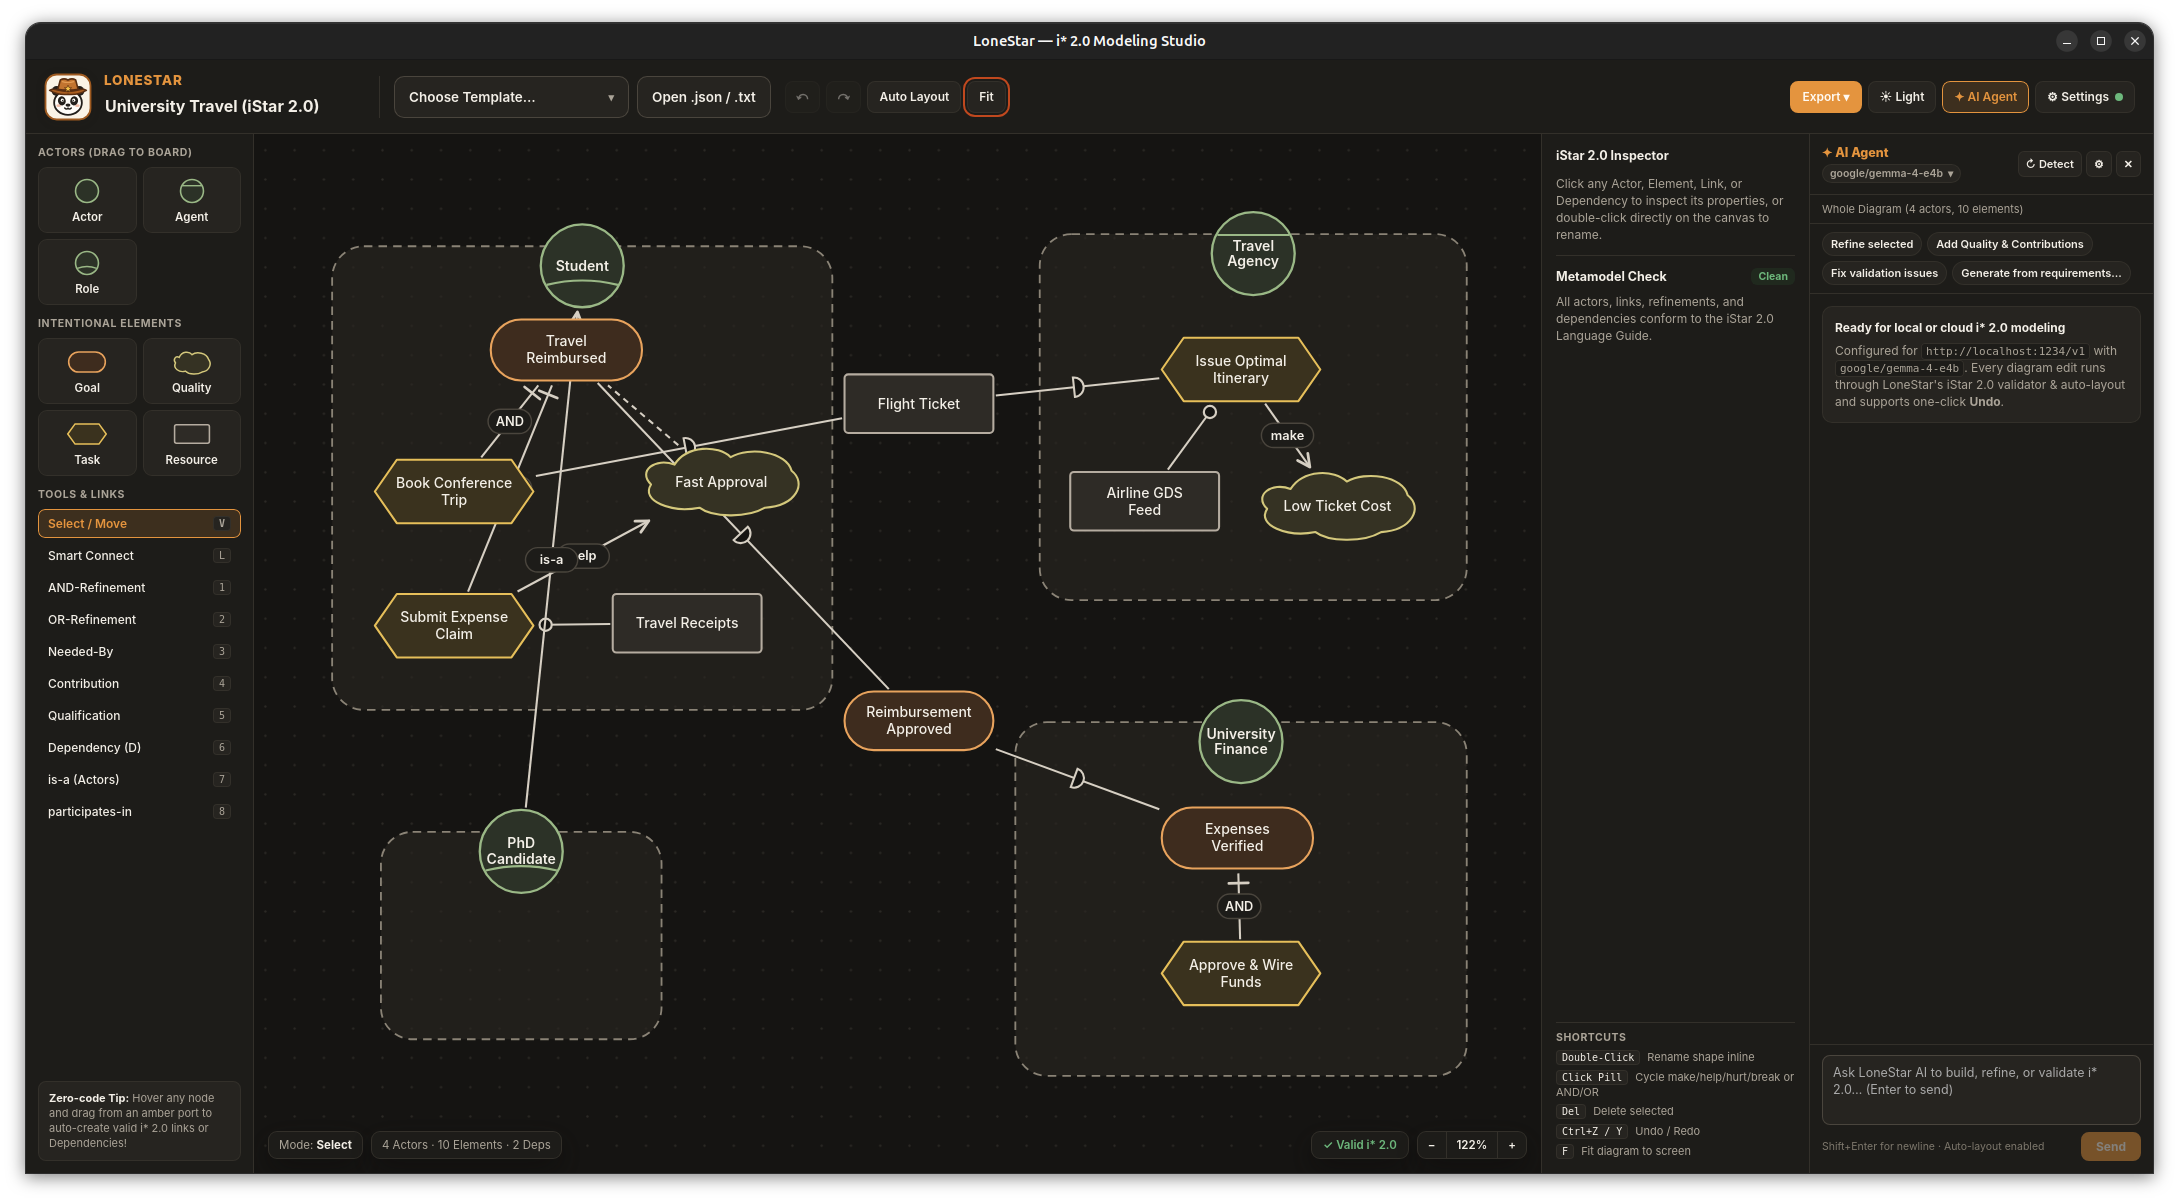 LoneStar — i* 2.0 Modeling Studio
LONESTAR
University Travel (iStar 2.0)
Choose Template... ▾
Open .json / .txt
Auto Layout
Fit
Export ▾
☀ Light
✦ AI Agent
⚙ Settings
ACTORS (DRAG TO BOARD)
Actor
Agent
Role
INTENTIONAL ELEMENTS
Goal
Quality
Task
Resource
TOOLS & LINKS
Select / Move V
Smart Connect L
AND-Refinement 1
OR-Refinement 2
Needed-By 3
Contribution 4
Qualification 5
Dependency (D) 6
is-a (Actors) 7
participates-in 8
Zero-code Tip: Hover any node
and drag from an amber port to
auto-create valid i* 2.0 links or
Dependencies!
Student
Travel
Reimbursed
AND
Book Conference
Trip
Fast Approval
is-a
elp
Submit Expense
Claim
Travel Receipts
PhD
Candidate
Flight Ticket
Reimbursement
Approved
Travel
Agency
Issue Optimal
Itinerary
make
Airline GDS
Feed
Low Ticket Cost
University
Finance
Expenses
Verified
AND
Approve & Wire
Funds
Mode: Select
4 Actors · 10 Elements · 2 Deps
✓ Valid i* 2.0
− 122% +
iStar 2.0 Inspector
Click any Actor, Element, Link, or
Dependency to inspect its properties, or
double-click directly on the canvas to
rename.
Metamodel Check Clean
All actors, links, refinements, and
dependencies conform to the iStar 2.0
Language Guide.
SHORTCUTS
Double-Click Rename shape inline
Click Pill Cycle make/help/hurt/break or
AND/OR
Del Delete selected
Ctrl+Z / Y Undo / Redo
F Fit diagram to screen
✦ AI Agent
google/gemma-4-e4b ▾
↻ Detect
Whole Diagram (4 actors, 10 elements)
Refine selected
Add Quality & Contributions
Fix validation issues
Generate from requirements...
Ready for local or cloud i* 2.0 modeling
Configured for http://localhost:1234/v1 with
google/gemma-4-e4b. Every diagram edit runs
through LoneStar's iStar 2.0 validator & auto-layout
and supports one-click Undo.
Ask LoneStar AI to build, refine, or validate i*
2.0... (Enter to send)
Shift+Enter for newline · Auto-layout enabled
Send